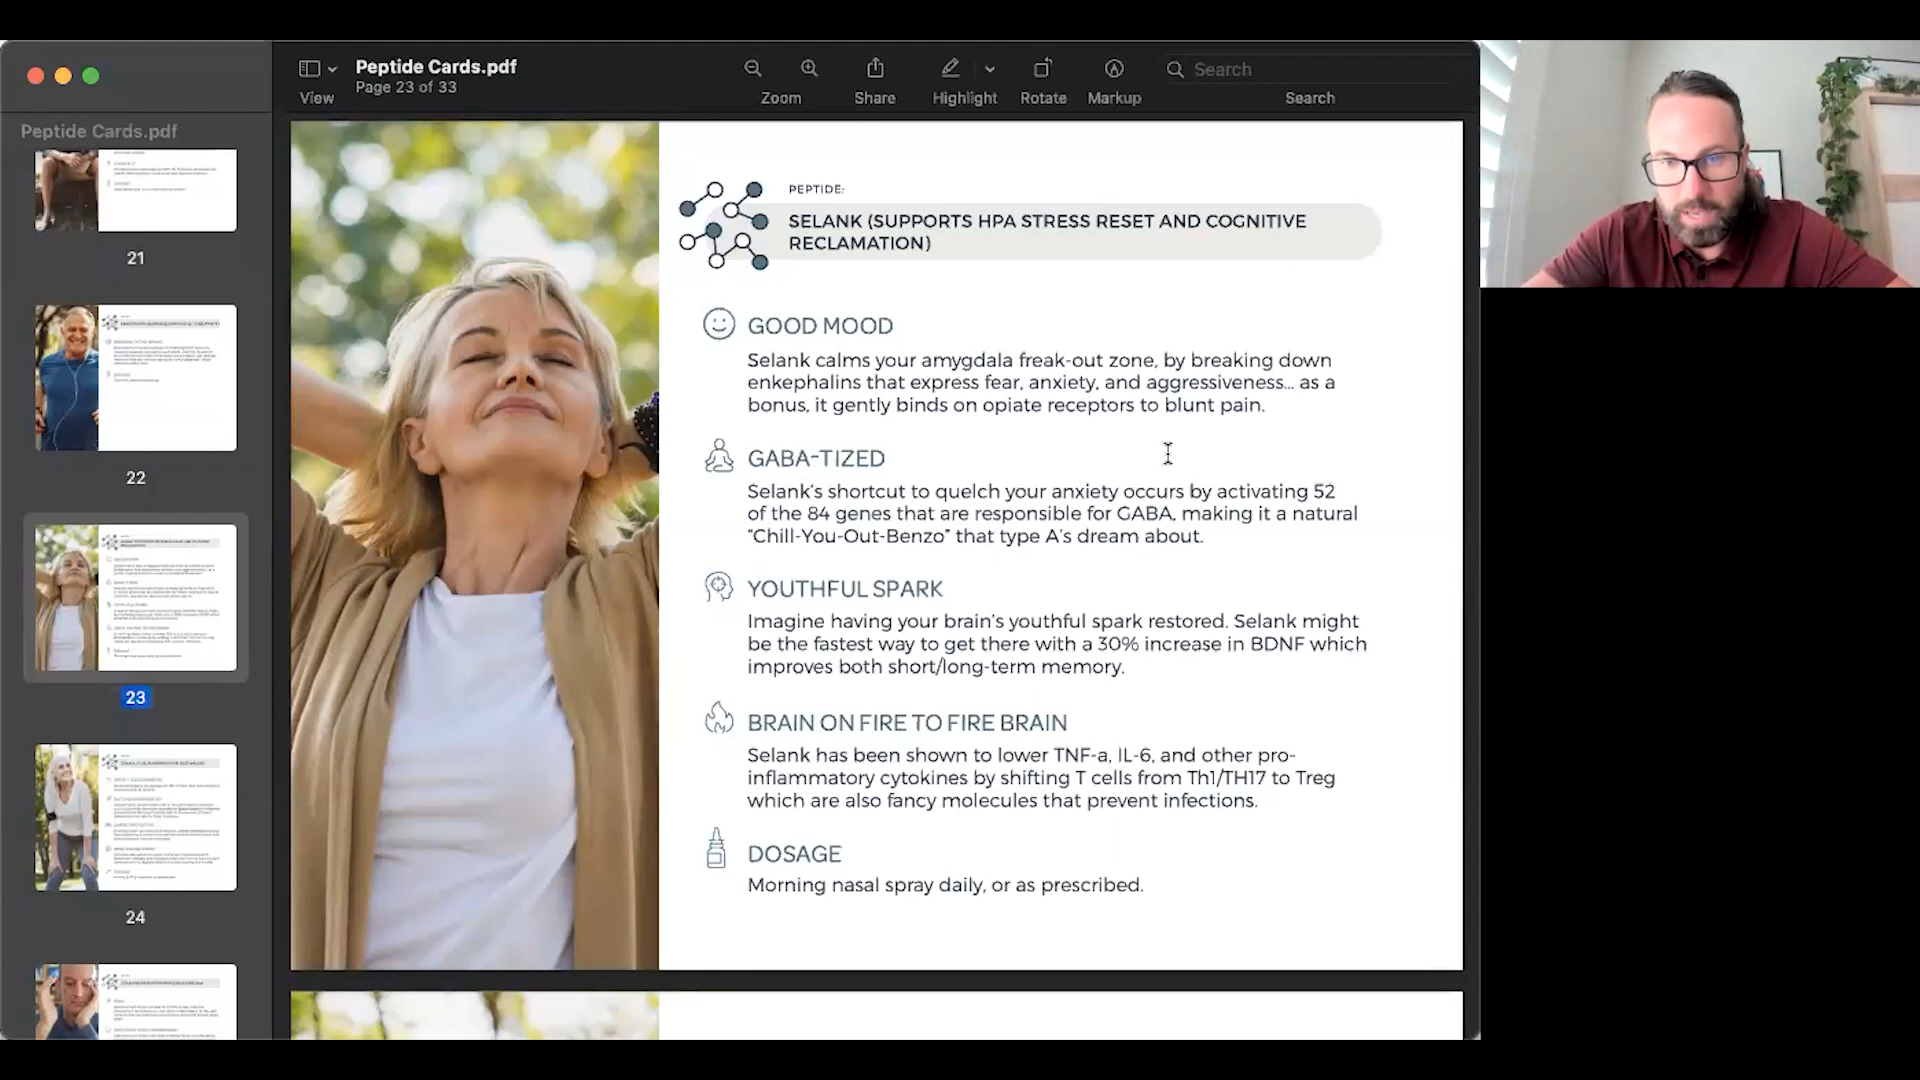 Peptide Cards.pdf
Page 23 of 33
View
Zoom
Share
Highlight
Rotate
Markup
Search
Search
Peptide Cards.pdf
21
22
23
24
PEPTIDE:
SELANK (SUPPORTS HPA STRESS RESET AND COGNITIVE
RECLAMATION)
GOOD MOOD
Selank calms your amygdala freak-out zone, by breaking down
enkephalins that express fear, anxiety, and aggressiveness... as a
bonus, it gently binds on opiate receptors to blunt pain.
GABA-TIZED
Selank's shortcut to quelch your anxiety occurs by activating 52
of the 84 genes that are responsible for GABA, making it a natural
"Chill-You-Out-Benzo" that type A's dream about.
YOUTHFUL SPARK
Imagine having your brain's youthful spark restored. Selank might
be the fastest way to get there with a 30% increase in BDNF which
improves both short/long-term memory.
BRAIN ON FIRE TO FIRE BRAIN
Selank has been shown to lower TNF-a, IL-6, and other pro-
inflammatory cytokines by shifting T cells from Th1/TH17 to Treg
which are also fancy molecules that prevent infections.
DOSAGE
Morning nasal spray daily, or as prescribed.